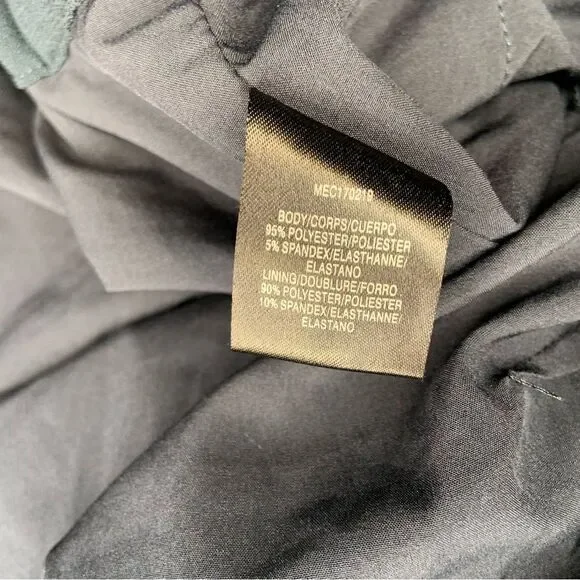 MEC17021D
BODY/CORPS/CUERPO
95% POLYESTER/POLIESTER
5% SPANDEX/ELASTHANNE/
ELASTANO
LINING/DOUBLURE/FORRO
90% POLYESTER/POLIESTER
10% SPANDEX/ELASTHANNE/
ELASTANO